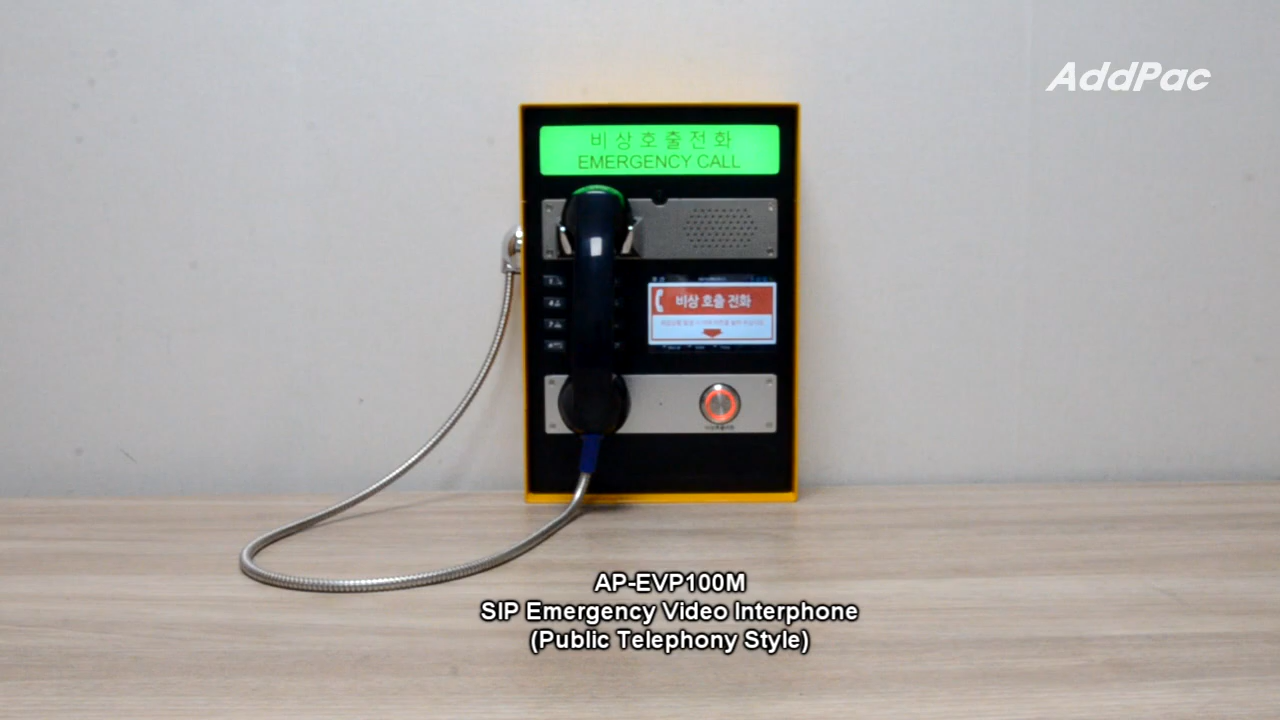 AddPac
비상호출전화
EMERGENCY CALL
비상 호출 전화
AP-EVP100M
SIP Emergency Video Interphone
(Public Telephony Style)